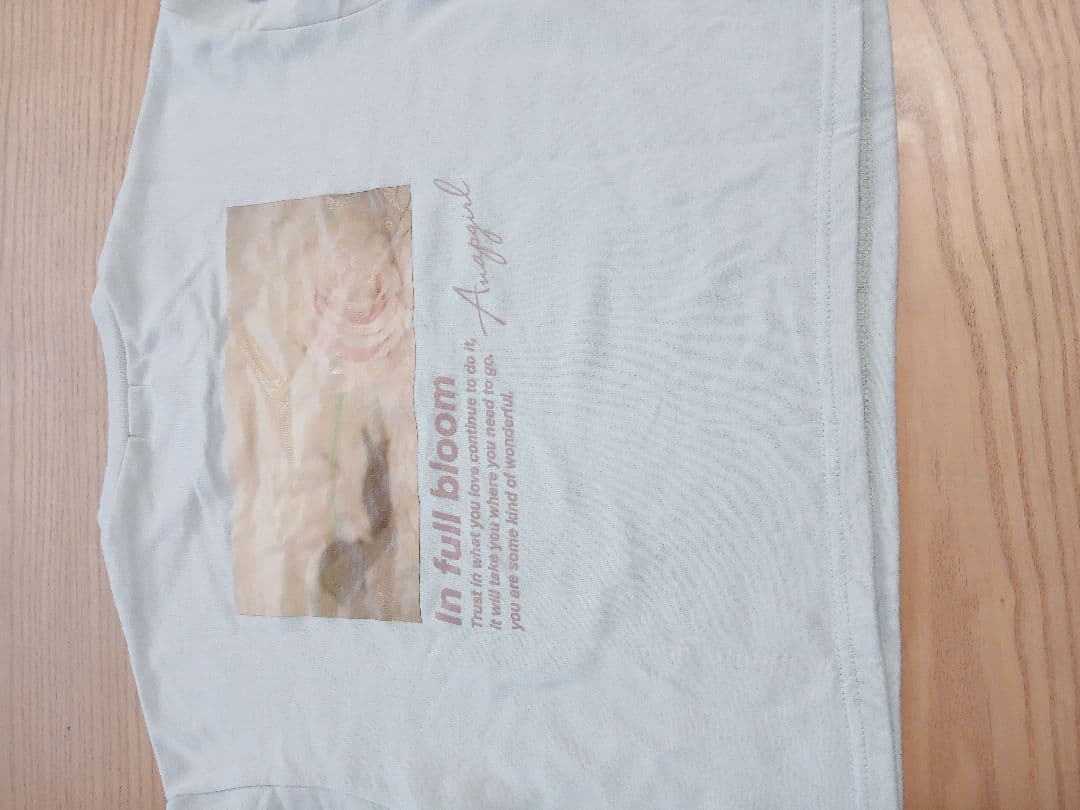 In full bloom
Trust in what you love continue to do it,
it will take you where you need to go.
you are some kind of wonderful.
Anapgirl